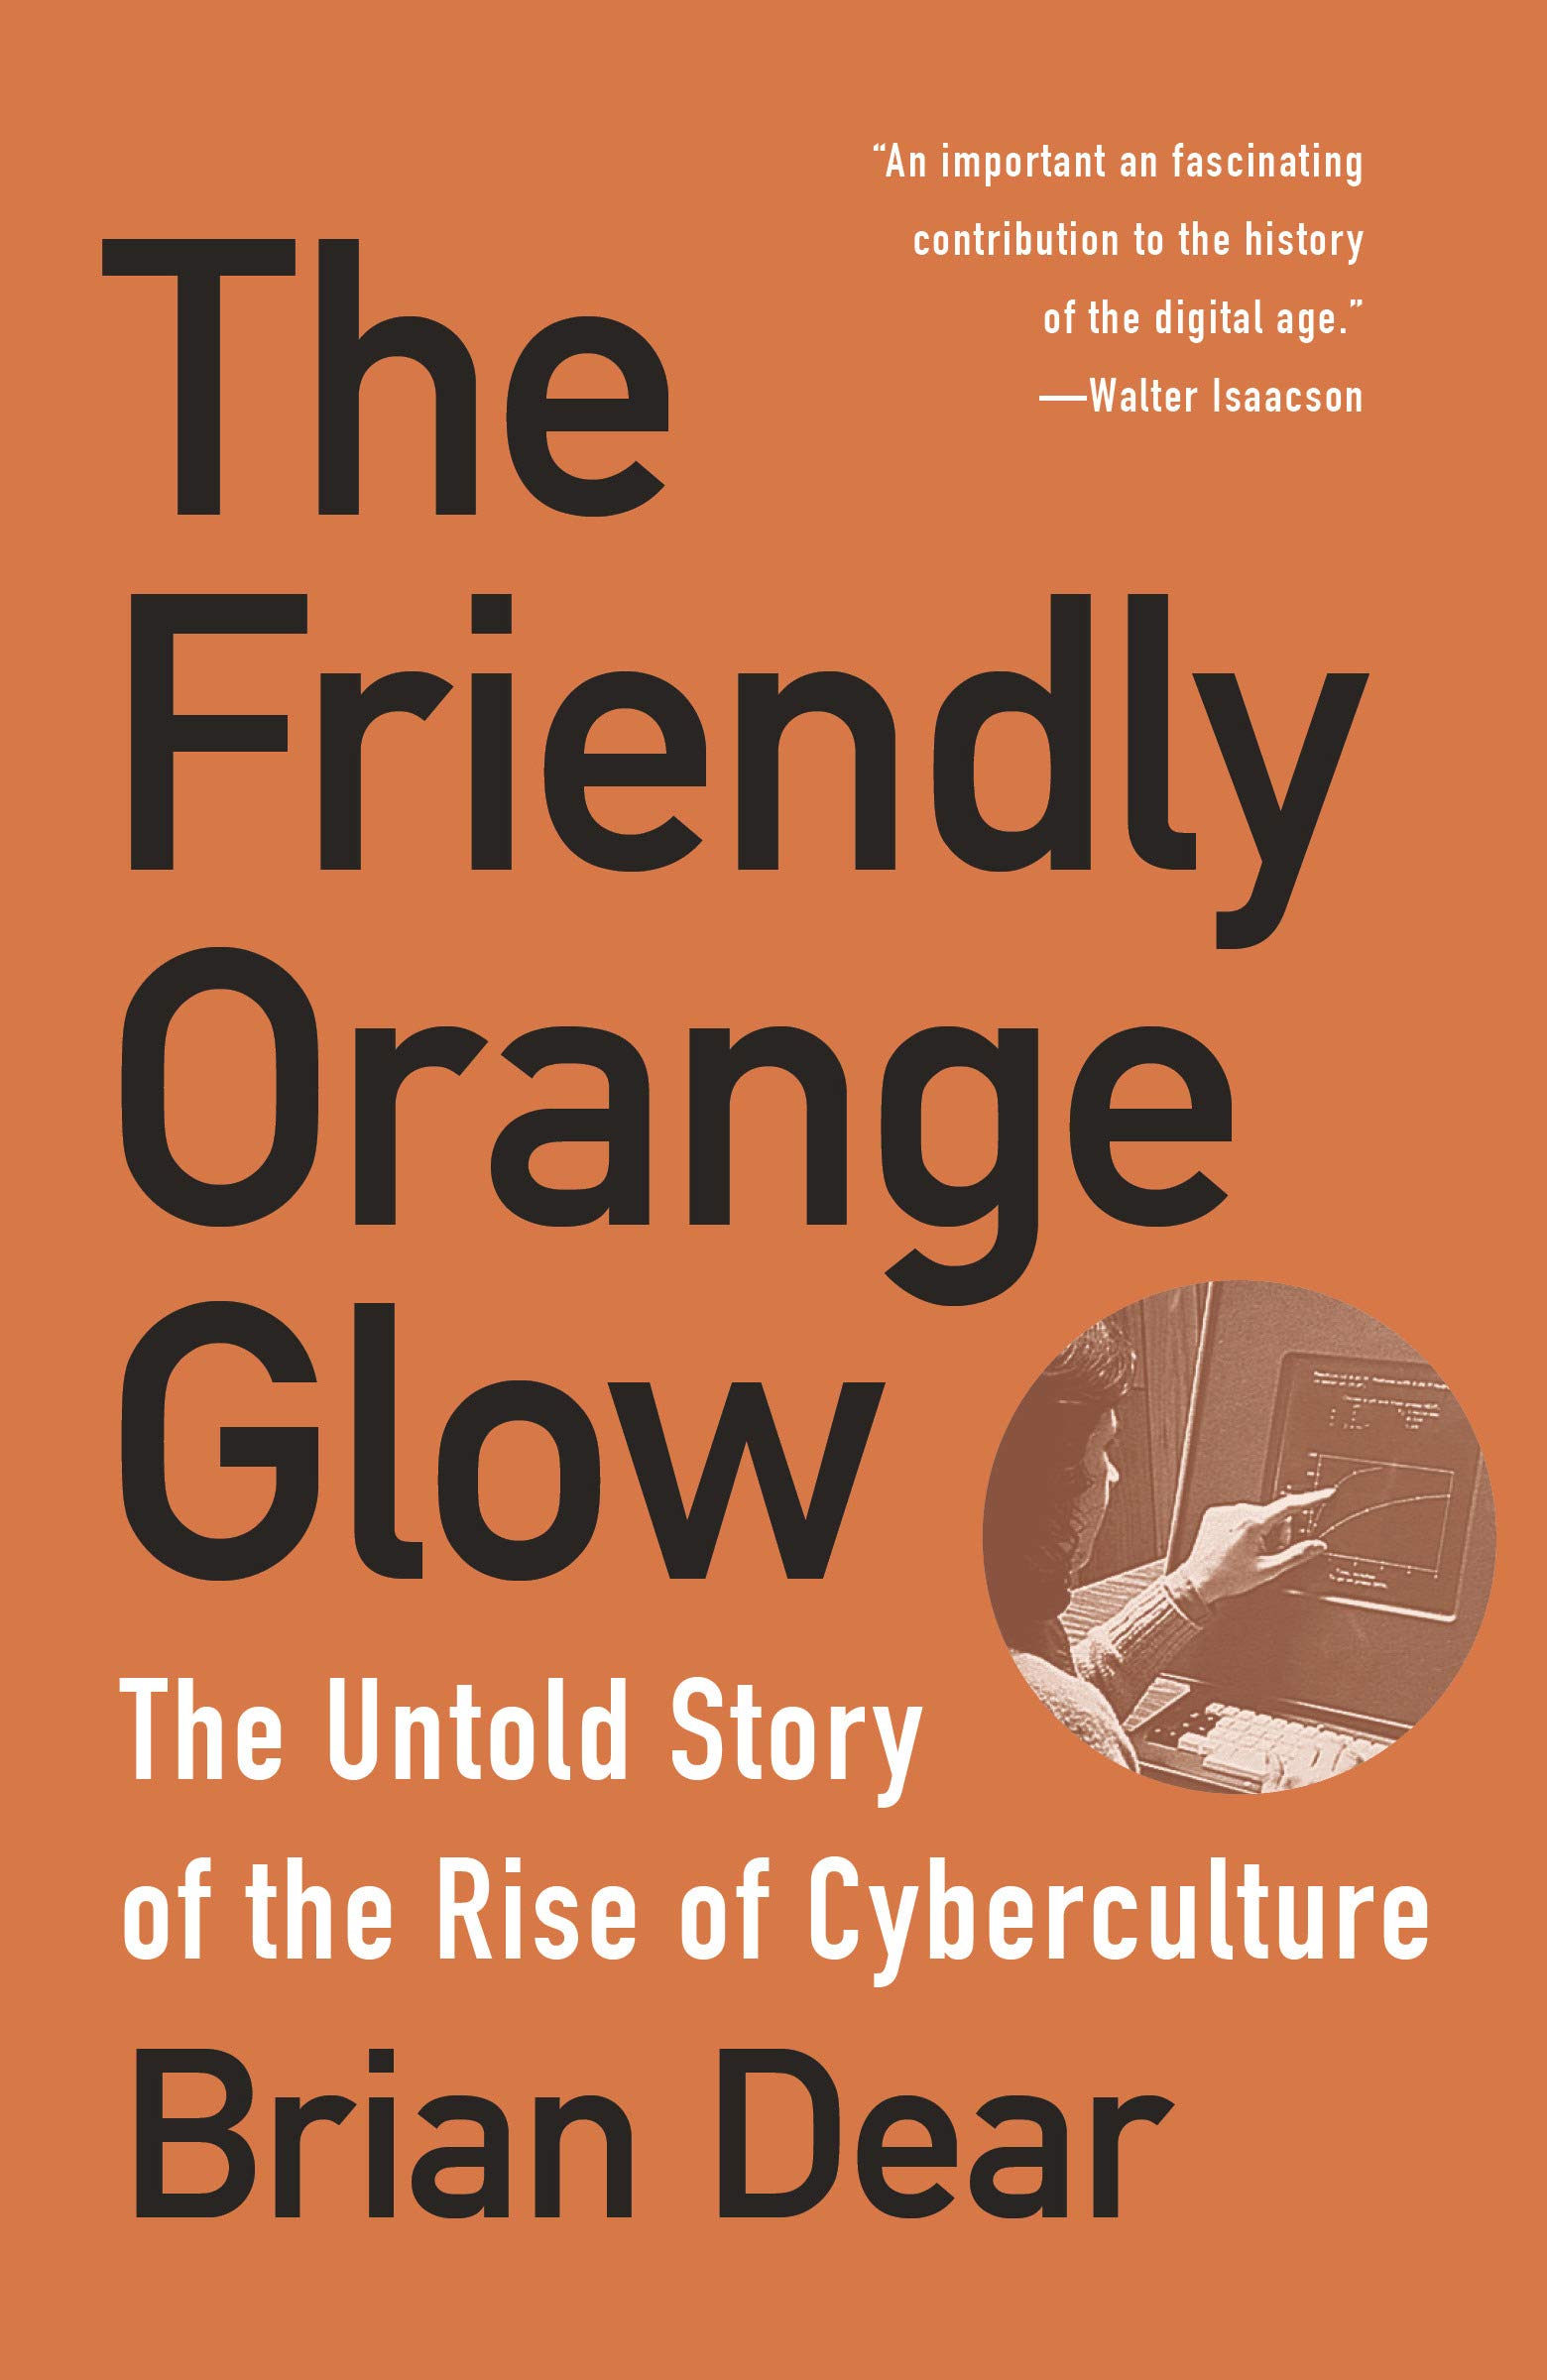 “An important an fascinating
contribution to the history
of the digital age.”
—Walter Isaacson
The
Friendly
Orange
Glow
The Untold Story
of the Rise of Cyberculture
Brian Dear